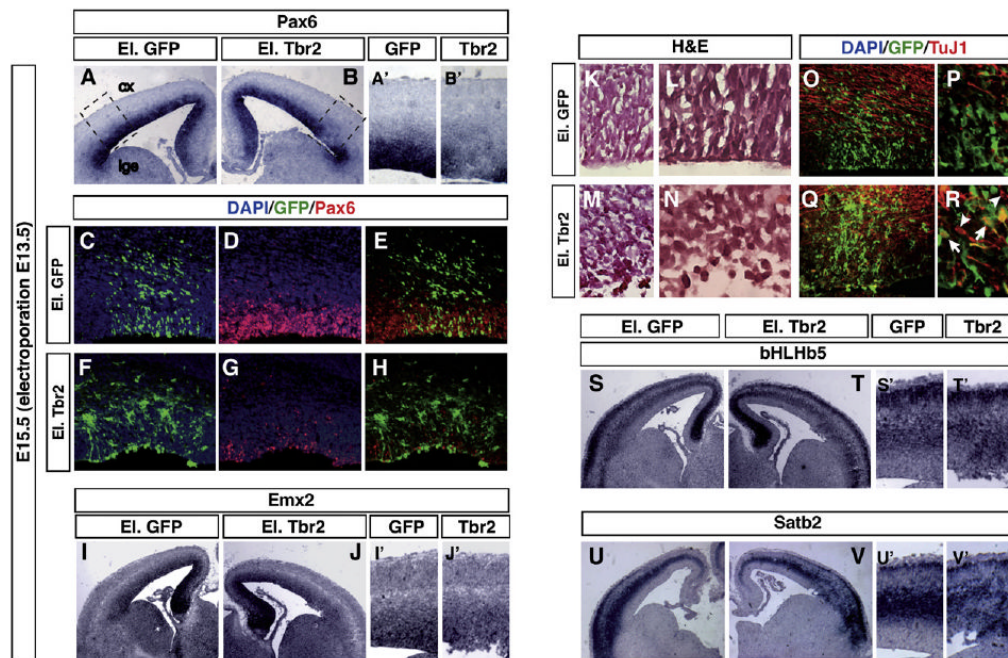 Pax6
El. GFP
El. Tbr2
GFP
Tbr2
A
B
A'
B'
cx
lge
DAPI/GFP/Pax6
El. GFP
C
D
E
El. Tbr2
F
G
H
E15.5 (electroporation E13.5)
Emx2
El. GFP
El. Tbr2
GFP
Tbr2
I
J
I'
J'
H&E
DAPI/GFP/TuJ1
El. GFP
K
L
O
P
El. Tbr2
M
N
Q
R
El. GFP
El. Tbr2
GFP
Tbr2
bHLHb5
S
T
S'
T'
Satb2
U
V
U'
V'